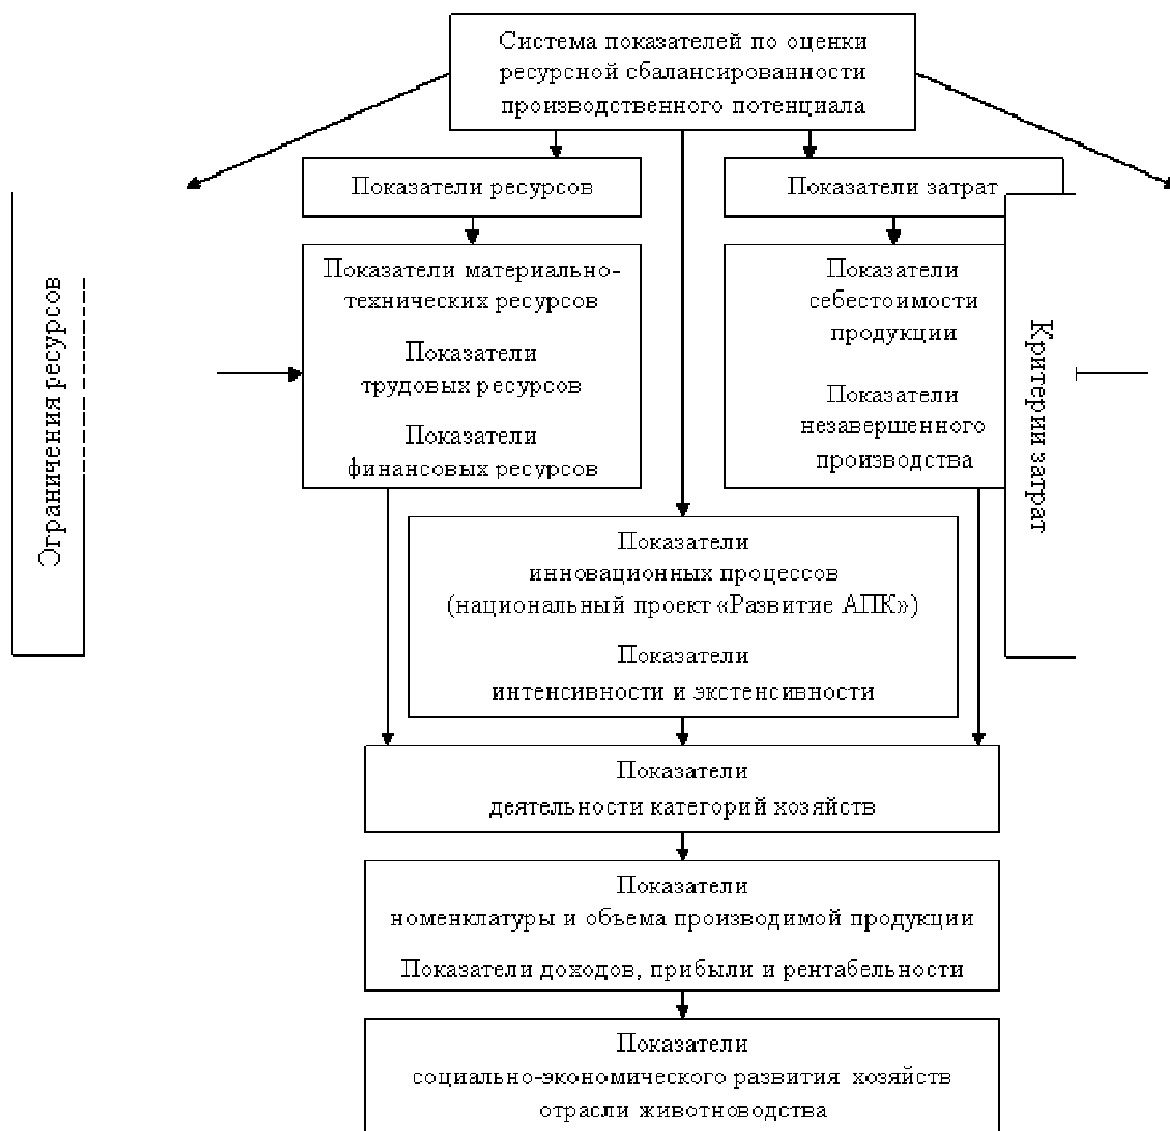 Система показателей по оценки
ресурсной сбалансированности
производственного потенциала
Показатели ресурсов
Показатели затрат
Ограничения ресурсов
Показатели материально-
технических ресурсов
Показатели
трудовых ресурсов
Показатели
финансовых ресурсов
Показатели
себестоимости
продукции
Показатели
незавершенного
производства
Критерии затрат
Показатели
инновационных процессов
(национальный проект «Развитие АПК»)
Показатели
интенсивности и экстенсивности
Показатели
деятельности категорий хозяйств
Показатели
номенклатуры и объема производимой продукции
Показатели доходов, прибыли и рентабельности
Показатели
социально-экономического развития хозяйств
отрасли животноводства